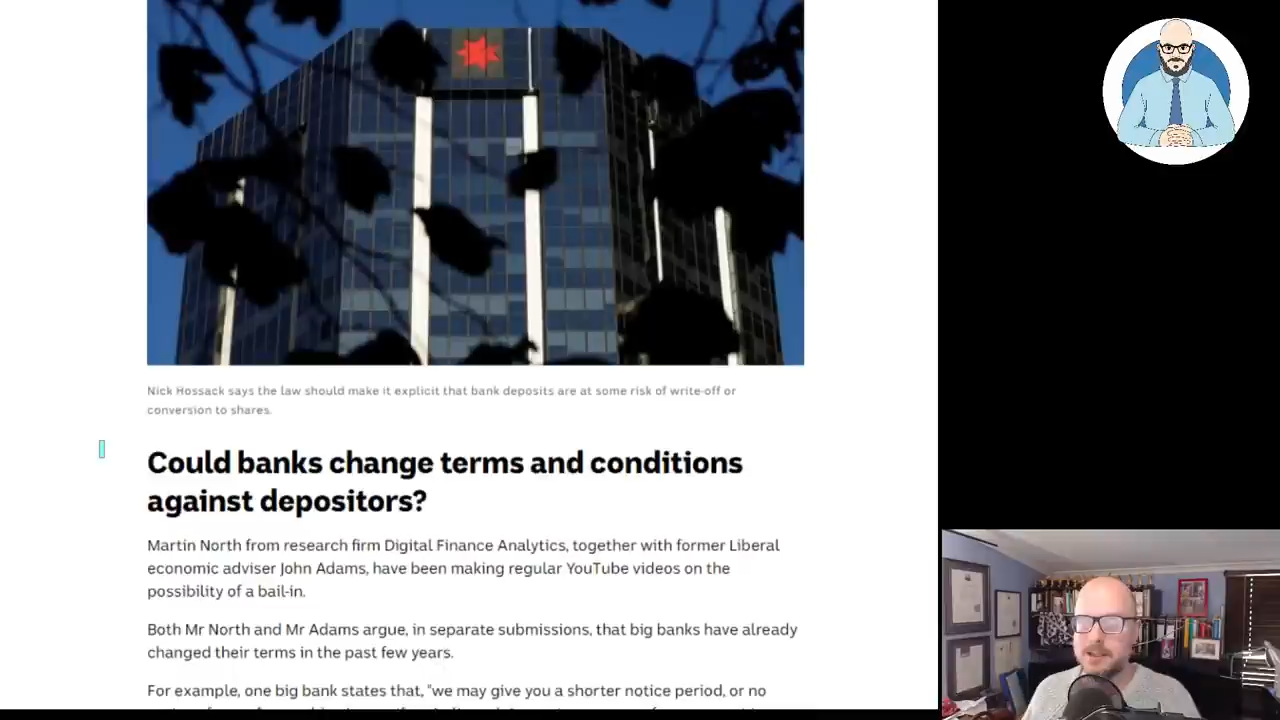 Nick Hossack says the law should make it explicit that bank deposits are at some risk of write-off or
conversion to shares.
Could banks change terms and conditions
against depositors?
Martin North from research firm Digital Finance Analytics, together with former Liberal
economic adviser John Adams, have been making regular YouTube videos on the
possibility of a bail-in.
Both Mr North and Mr Adams argue, in separate submissions, that big banks have already
changed their terms in the past few years.
For example, one big bank states that, "we may give you a shorter notice period, or no